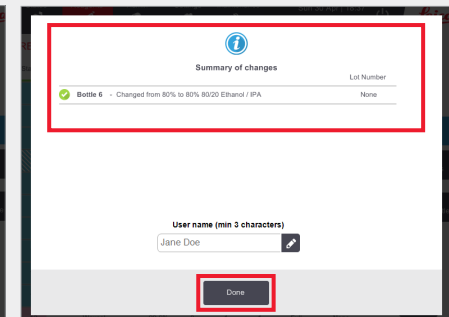 Summary of changes
Lot Number
Bottle 6 - Changed from 80% to 80% 80/20 Ethanol / IPA None
User name (min 3 characters)
Jane Doe
Done